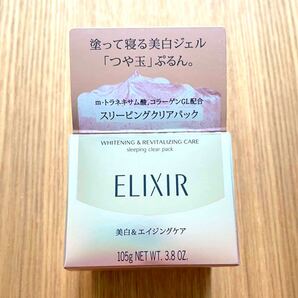 塗って寝る美白ジェル
「つや玉」ぷるん。
m-トラネキサム酸,コラーゲンGL配合
スリーピングクリアパック
WHITENING & REVITALIZING CARE
sleeping clear pack
ELIXIR
美白&エイジングケア
105g NET WT. 3.8 OZ.